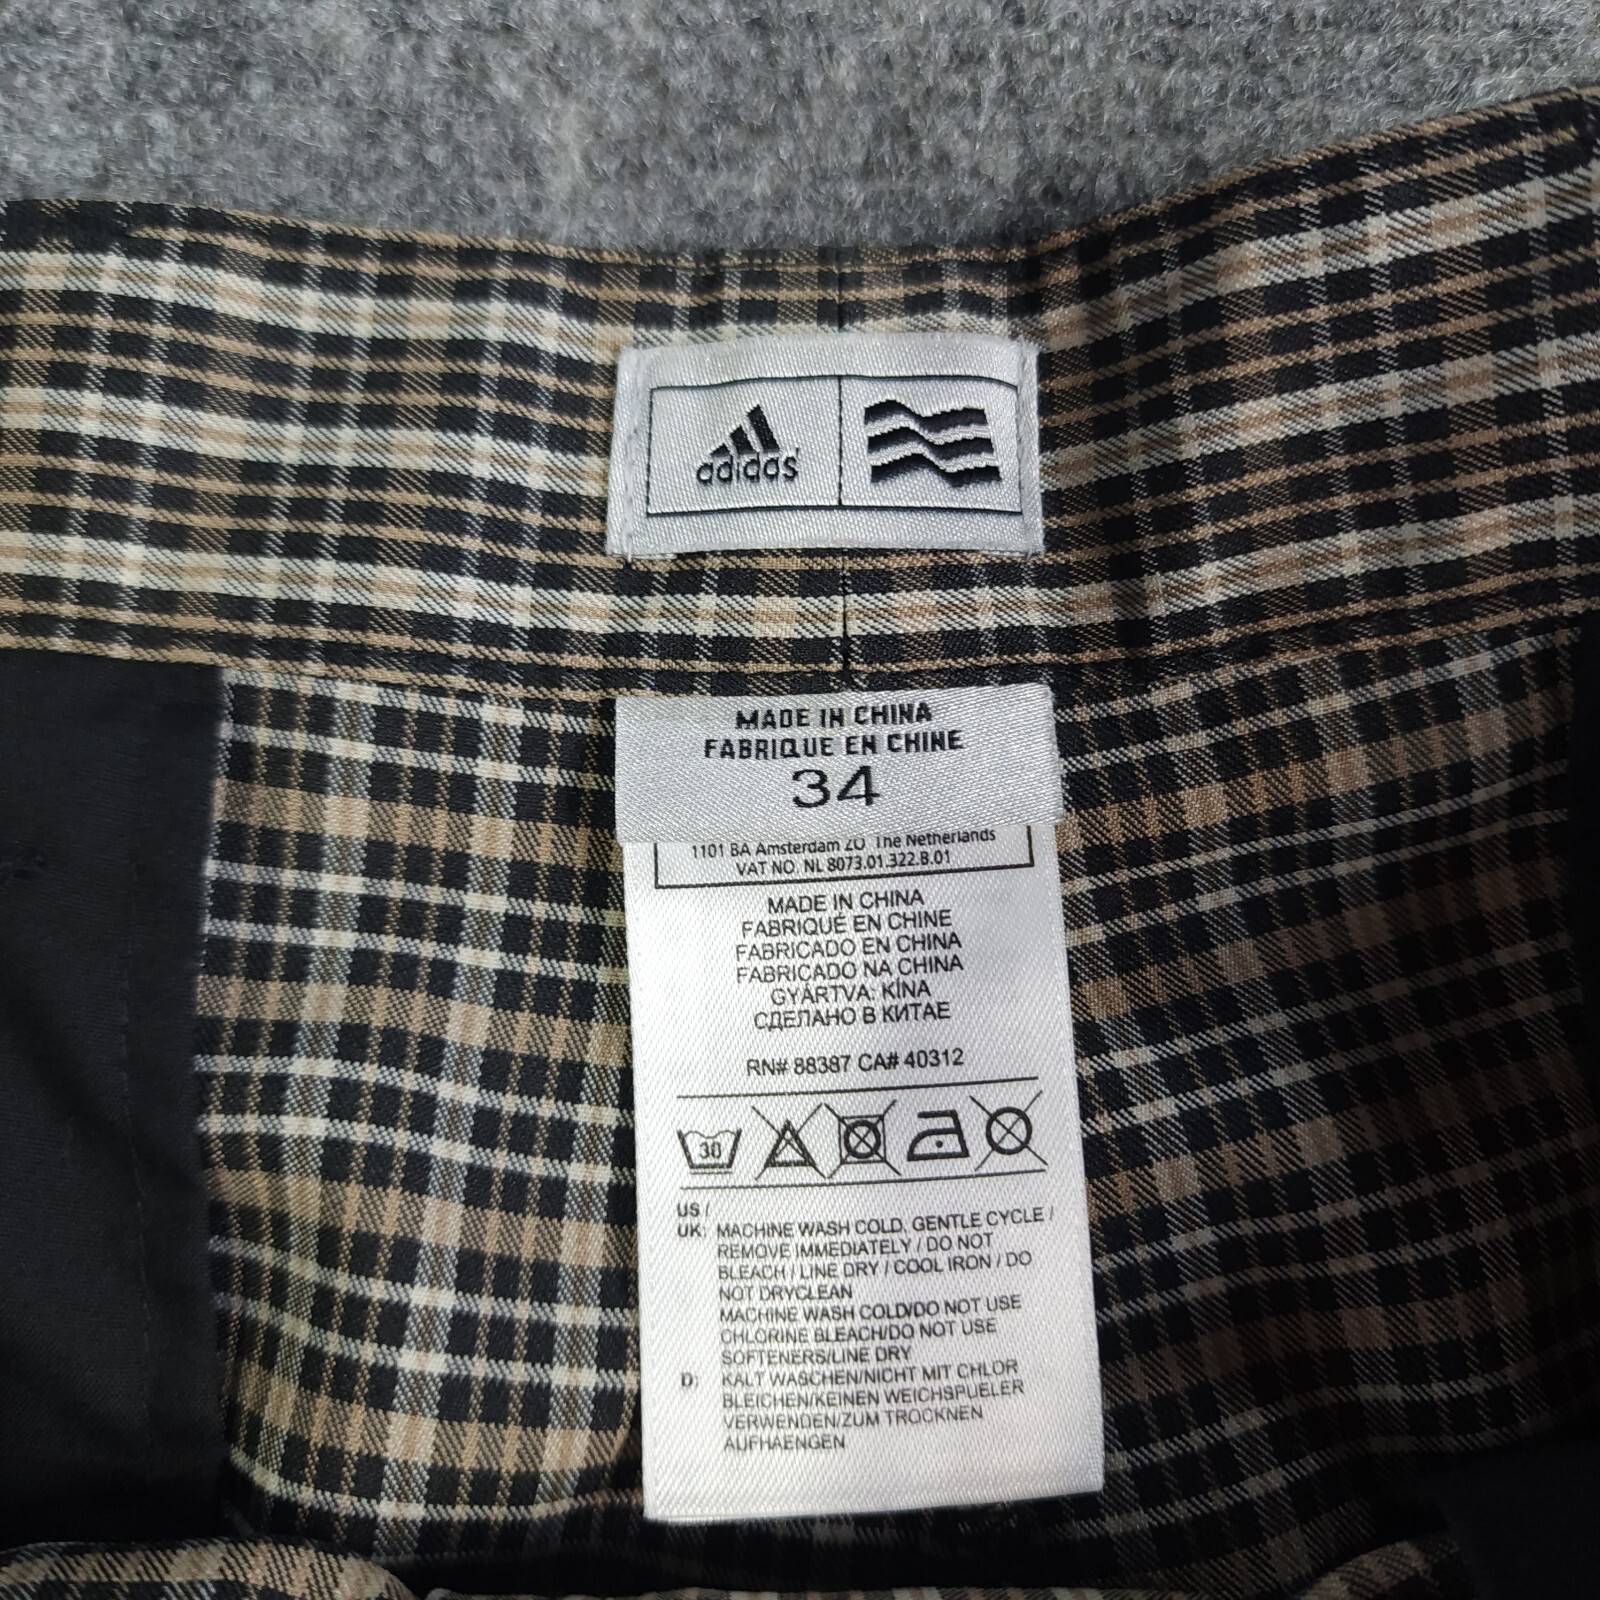 adidas
MADE IN CHINA
FABRIQUE EN CHINE
34
1101 BA Amsterdam ZO The Netherlands
VAT NO. NL 8073.01.322.B.01
MADE IN CHINA
FABRIQUÉ EN CHINE
FABRICADO EN CHINA
FABRICADO NA CHINA
GYÁRTVA: KÍNA
СДЕЛАНО В КИТАЕ
RN# 88387 CA# 40312
30
US /
UK: MACHINE WASH COLD, GENTLE CYCLE /
REMOVE IMMEDIATELY / DO NOT
BLEACH / LINE DRY / COOL IRON / DO
NOT DRYCLEAN
MACHINE WASH COLD/DO NOT USE
CHLORINE BLEACH/DO NOT USE
SOFTENERS/LINE DRY
D: KALT WASCHEN/NICHT MIT CHLOR
BLEICHEN/KEINEN WEICHSPUELER
VERWENDEN/ZUM TROCKNEN
AUFHAENGEN